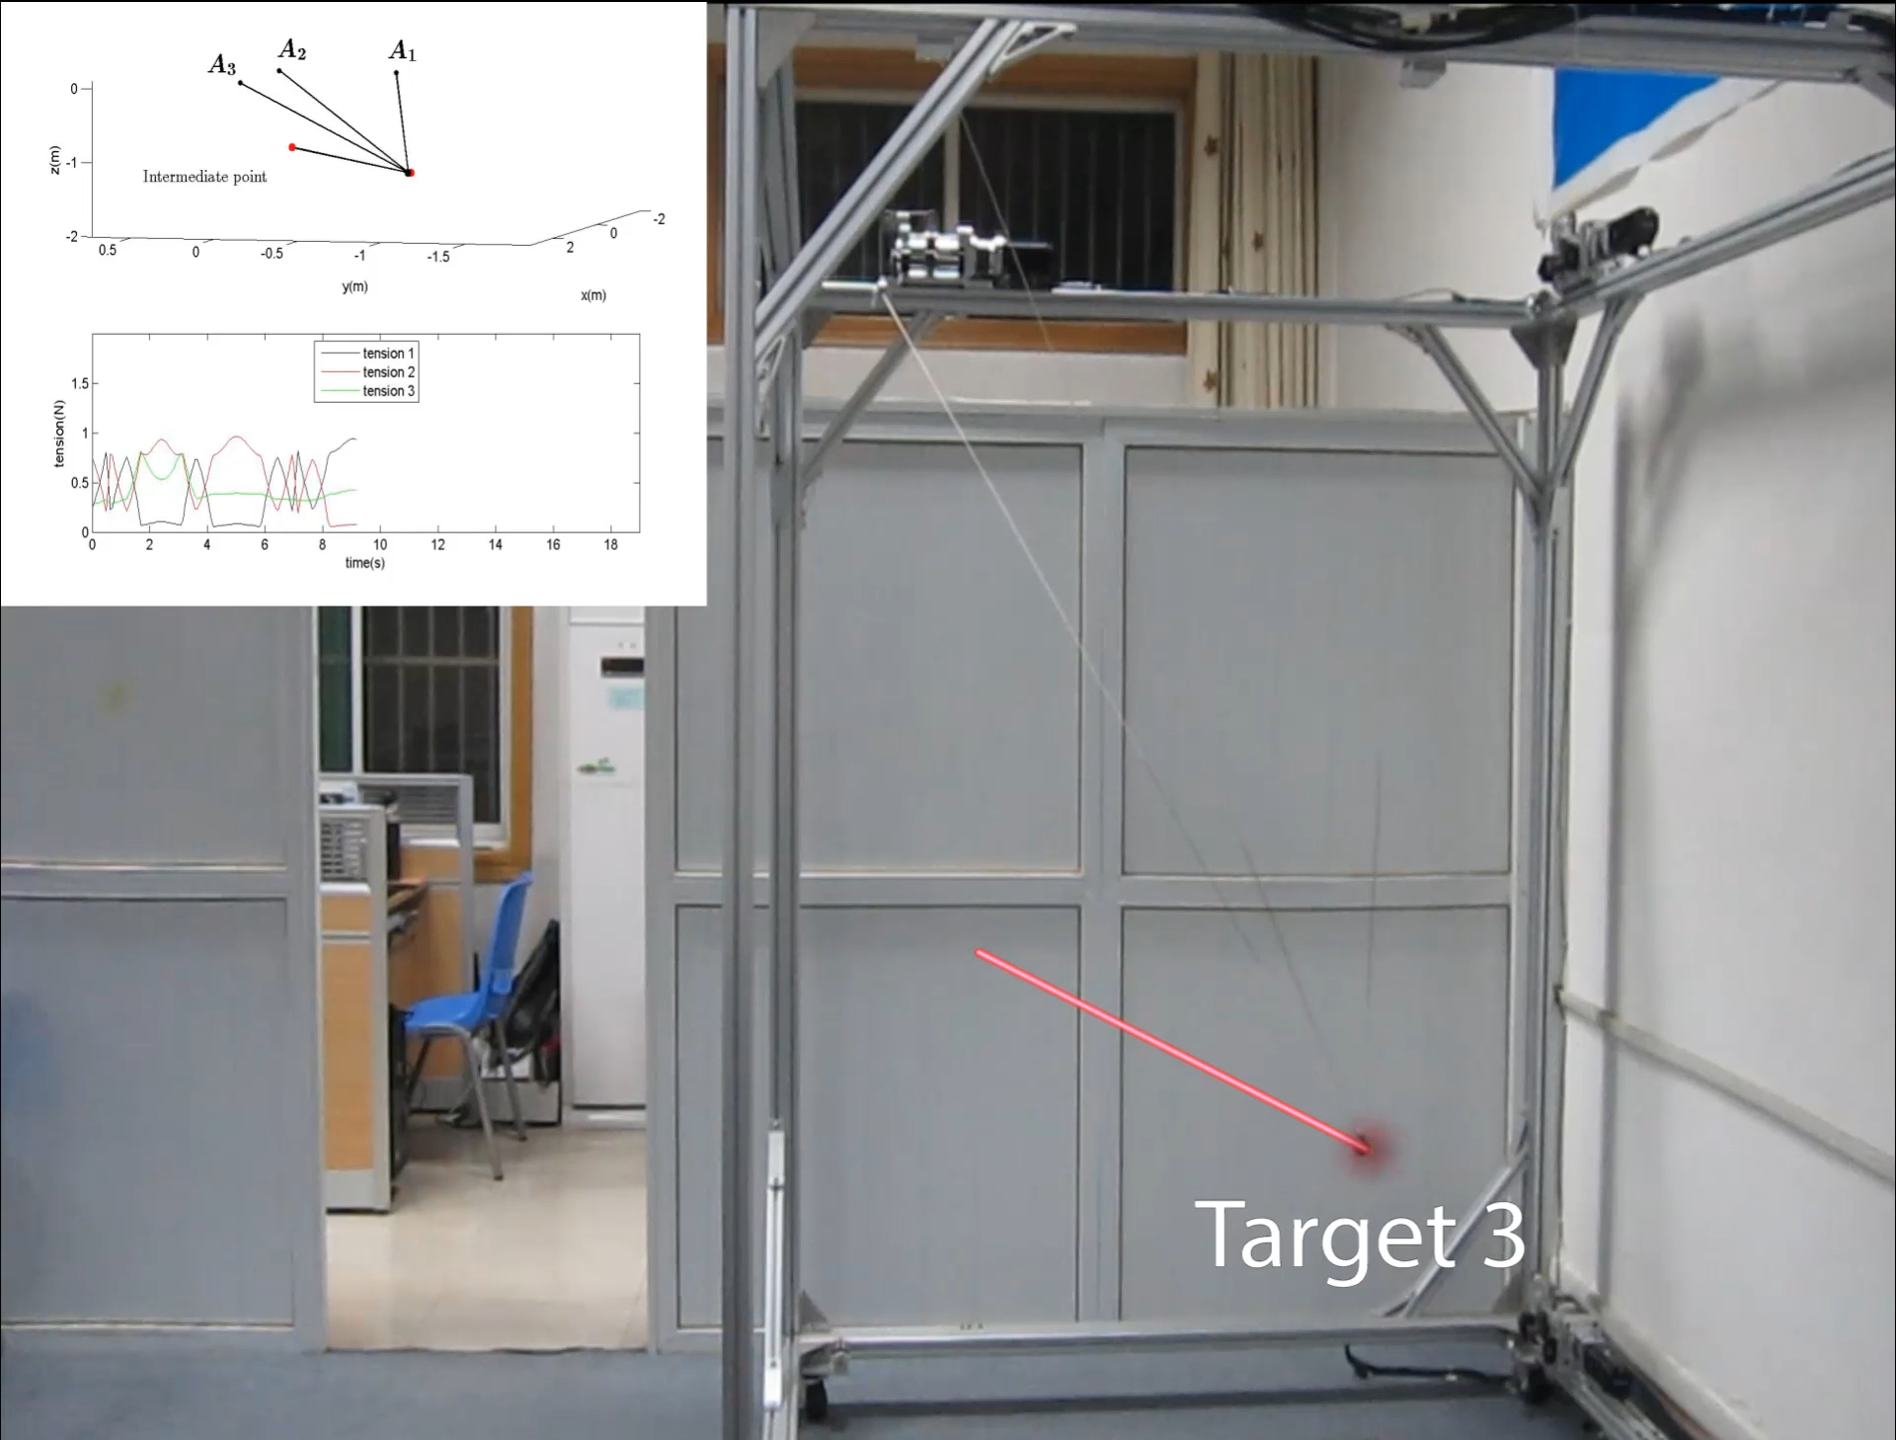 A3 A2 A1
0
-1
-2
z(m)
Intermediate point
0.5 0 -0.5 -1 -1.5
2 0 -2
y(m)
x(m)
tension 1
tension 2
tension 3
1.5
1
0.5
0
tension(N)
0 2 4 6 8 10 12 14 16 18
time(s)
Target 3